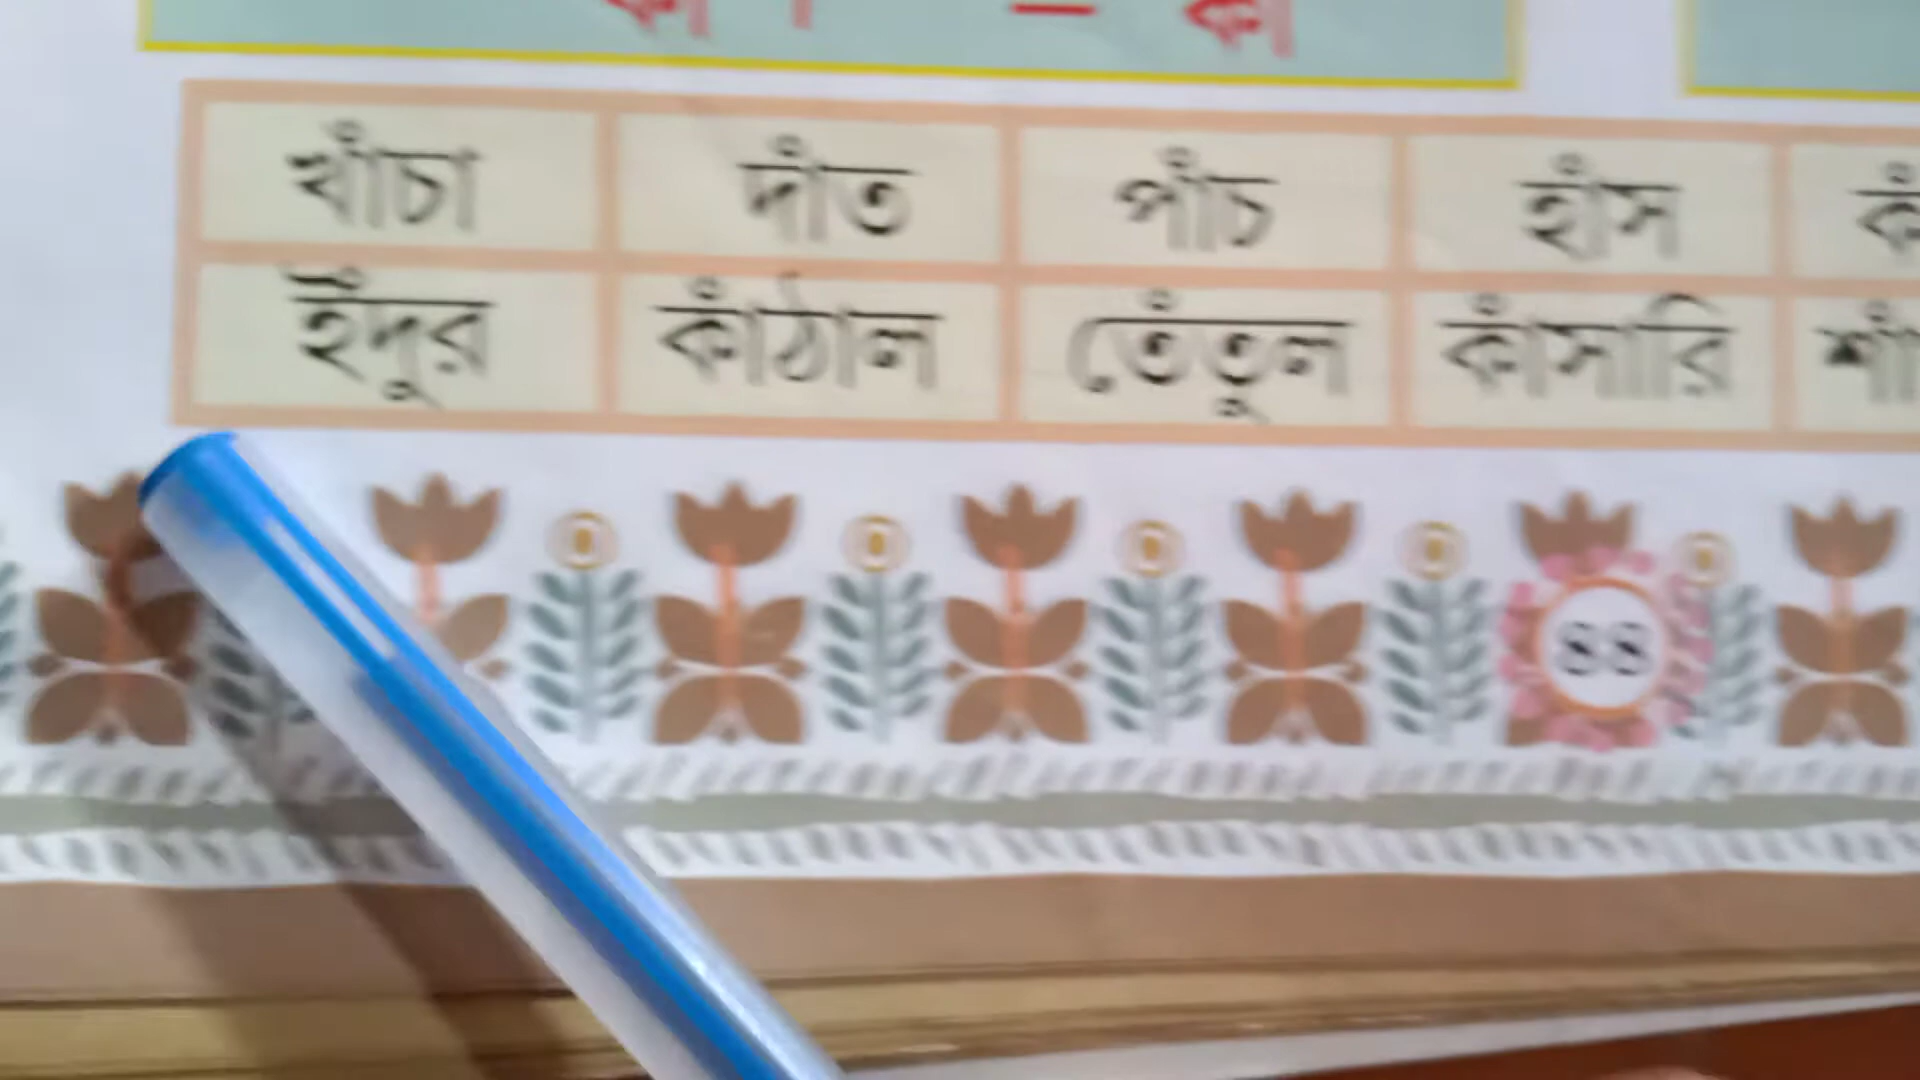 খাঁচা দাঁত পাঁচ হাঁস
ইঁদুর কাঁঠাল তেঁতুল কাঁসারি
৪৪